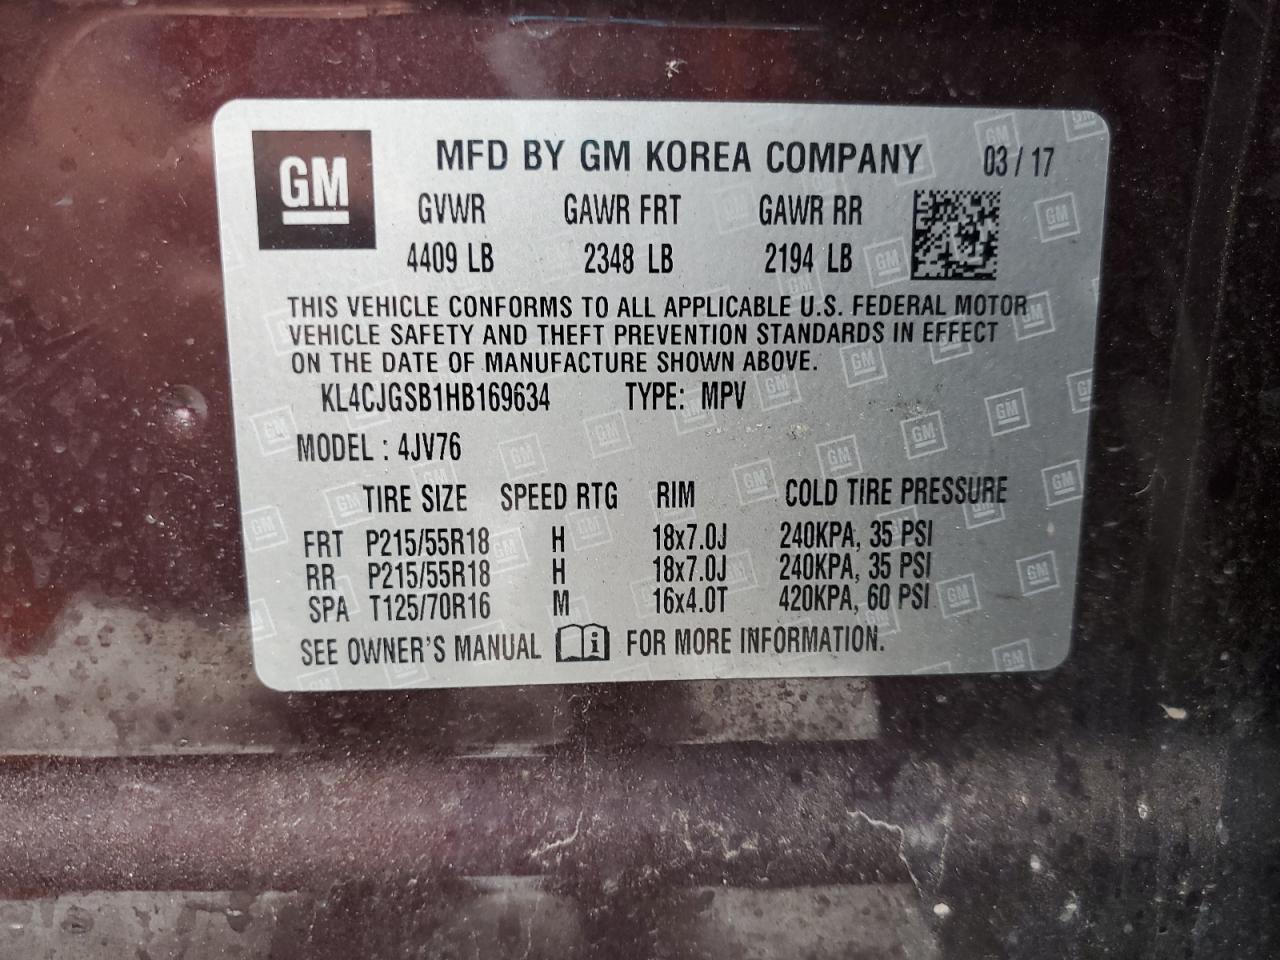 GM
MFD BY GM KOREA COMPANY 03 / 17
GVWR GAWR FRT GAWR RR
4409 LB 2348 LB 2194 LB
THIS VEHICLE CONFORMS TO ALL APPLICABLE U.S. FEDERAL MOTOR
VEHICLE SAFETY AND THEFT PREVENTION STANDARDS IN EFFECT
ON THE DATE OF MANUFACTURE SHOWN ABOVE.
KL4CJGSB1HB169634 TYPE: MPV
MODEL : 4JV76
TIRE SIZE SPEED RTG RIM COLD TIRE PRESSURE
FRT P215/55R18 H 18x7.0J 240KPA, 35 PSI
RR P215/55R18 H 18x7.0J 240KPA, 35 PSI
SPA T125/70R16 M 16x4.0T 420KPA, 60 PSI
SEE OWNER'S MANUAL i FOR MORE INFORMATION.